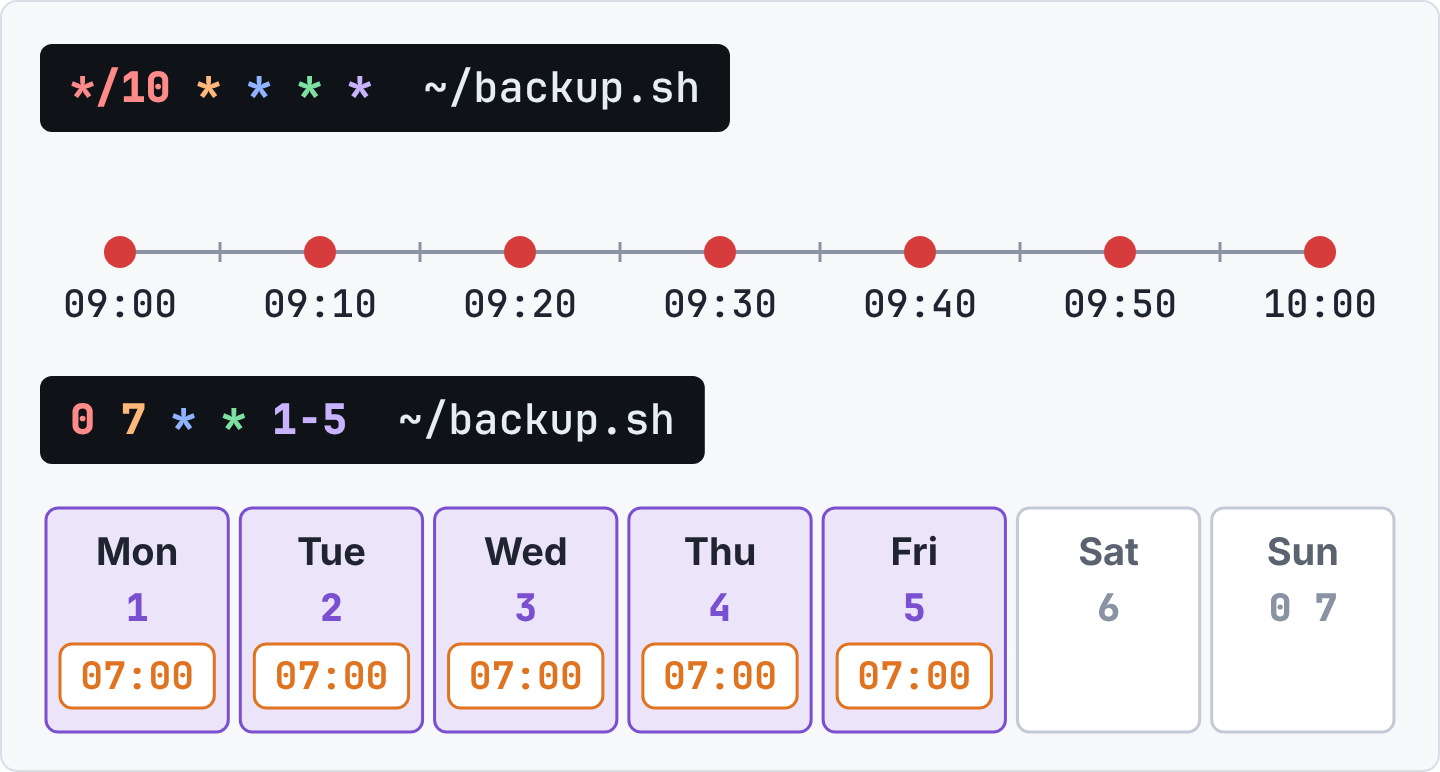 */10 * * * *  ~/backup.sh
09:00 09:10 09:20 09:30 09:40 09:50 10:00
0 7 * * 1-5  ~/backup.sh
Mon Tue Wed Thu Fri Sat Sun
1 2 3 4 5 6 0 7
07:00 07:00 07:00 07:00 07:00